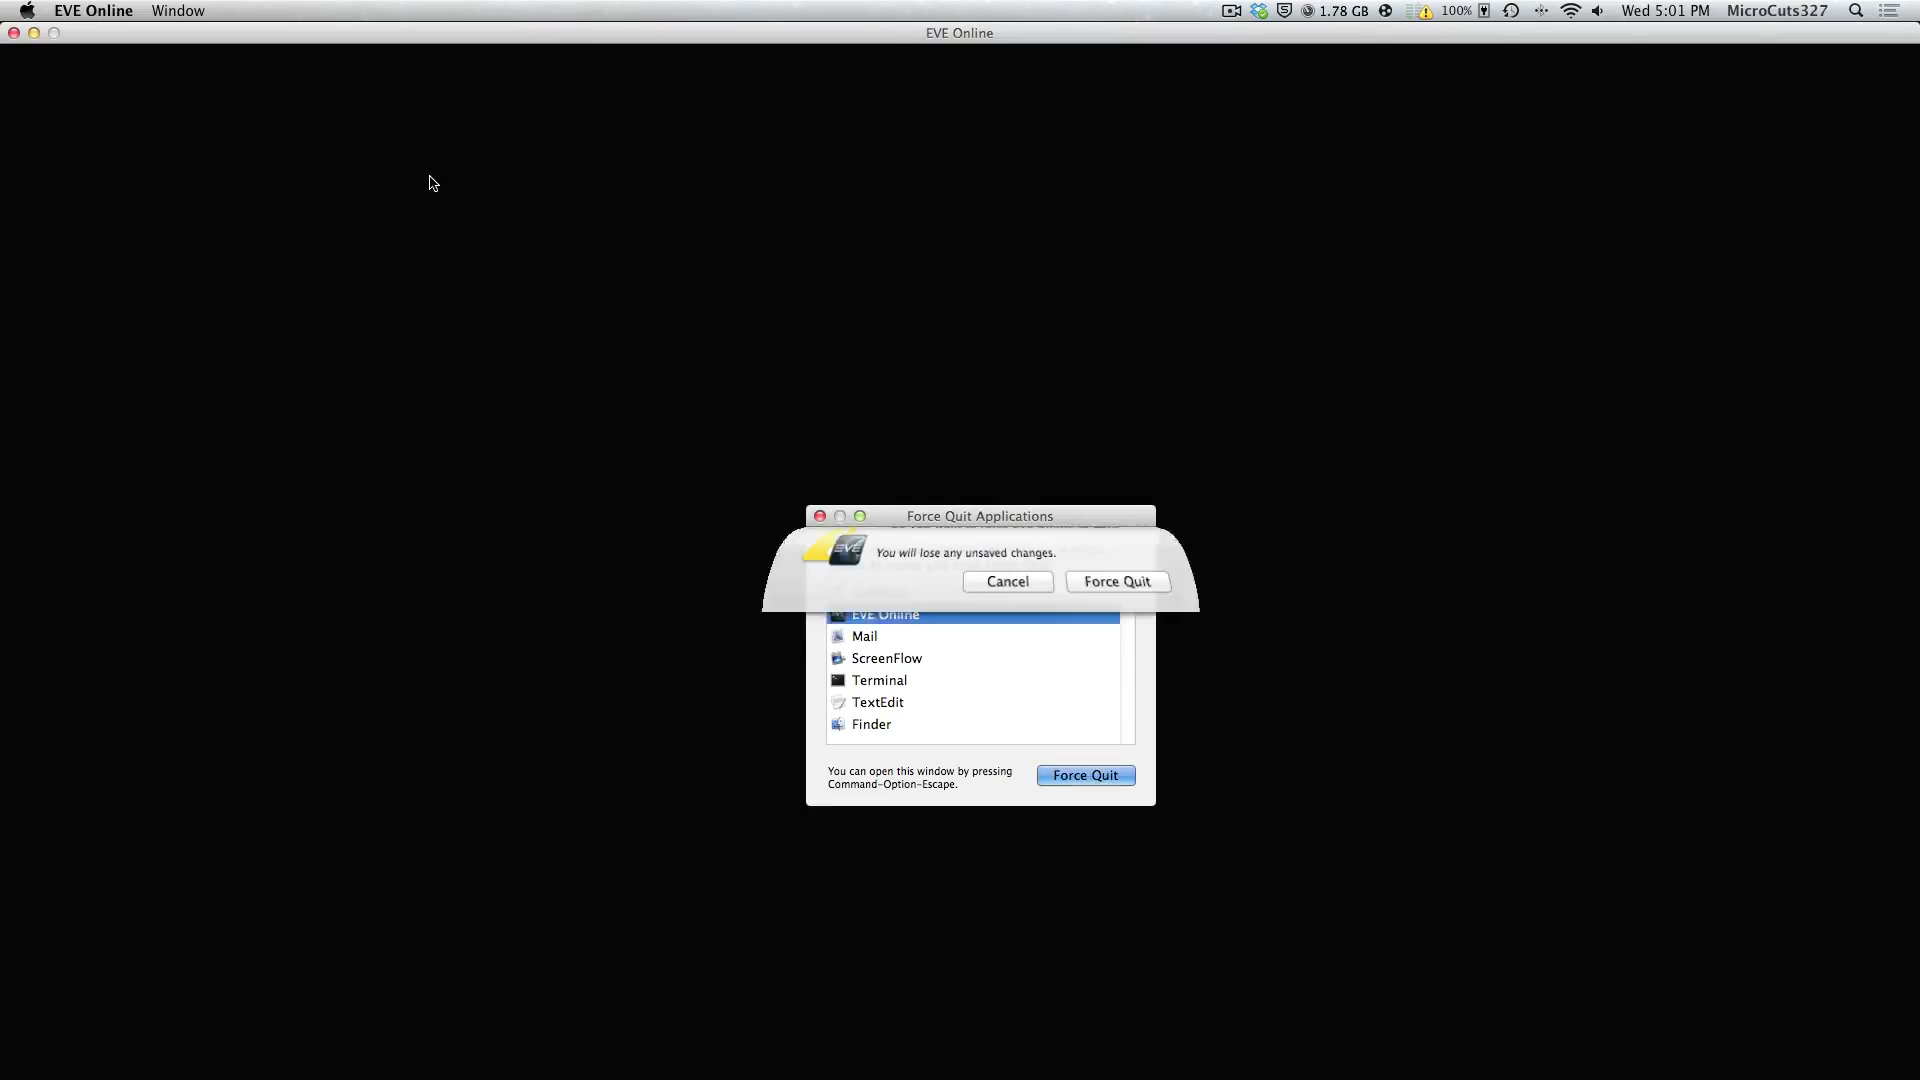 EVE Online Window 1.78 GB 100% Wed 5:01 PM MicroCuts327
EVE Online
Force Quit Applications
EVE
You will lose any unsaved changes.
Cancel Force Quit
EVE Online
Mail
ScreenFlow
Terminal
TextEdit
Finder
You can open this window by pressing
Command-Option-Escape.
Force Quit